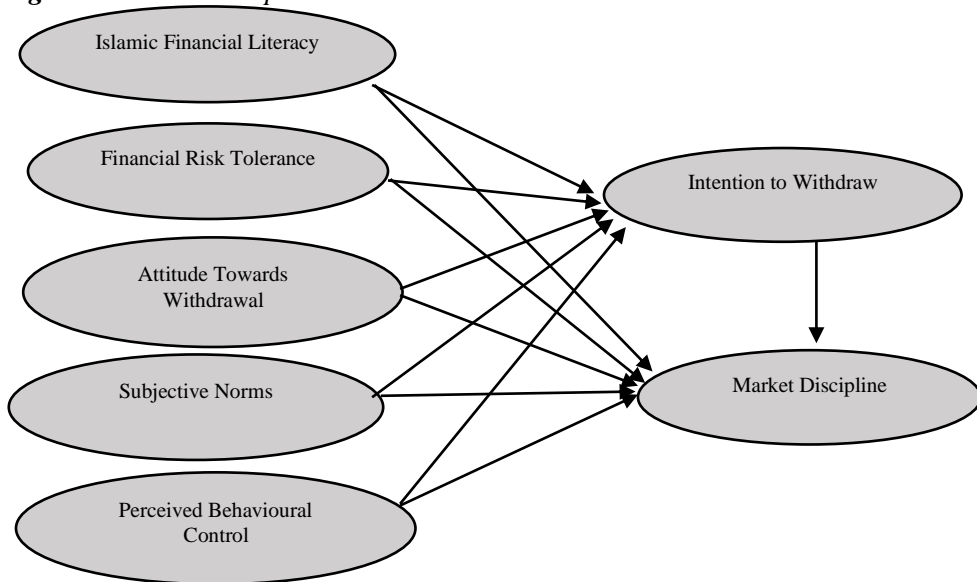 Islamic Financial Literacy
Financial Risk Tolerance
Intention to Withdraw
Attitude Towards
Withdrawal
Subjective Norms
Market Discipline
Perceived Behavioural
Control